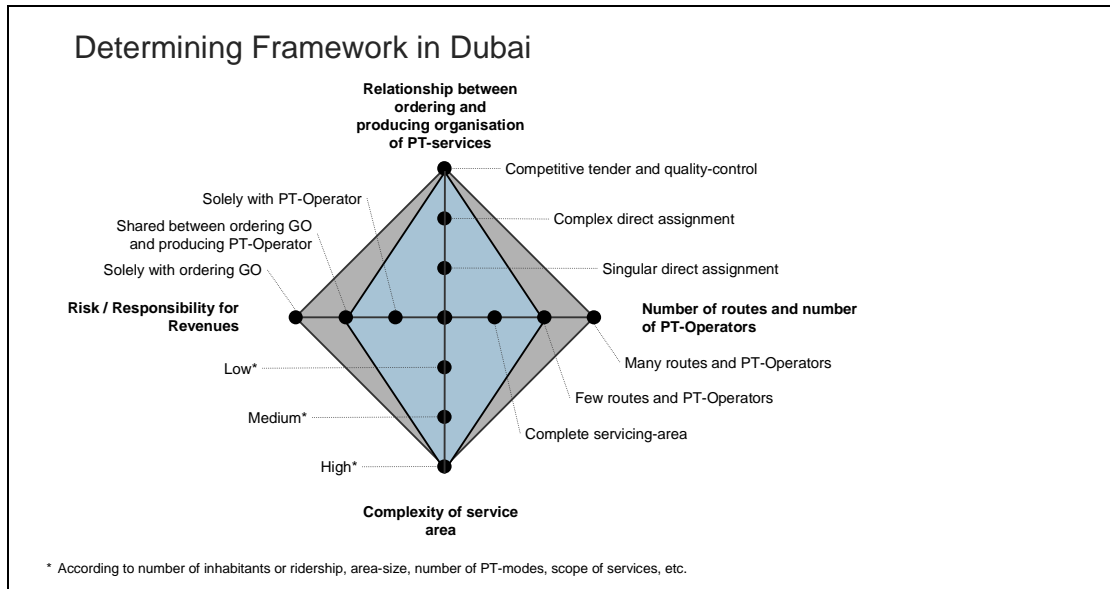 Determining Framework in Dubai
Relationship between
ordering and
producing organisation
of PT-services
Competitive tender and quality-control
Solely with PT-Operator
Complex direct assignment
Shared between ordering GO
and producing PT-Operator
Solely with ordering GO
Singular direct assignment
Risk / Responsibility for
Revenues
Number of routes and number
of PT-Operators
Many routes and PT-Operators
Low*
Few routes and PT-Operators
Medium*
Complete servicing-area
High*
Complexity of service
area
* According to number of inhabitants or ridership, area-size, number of PT-modes, scope of services, etc.